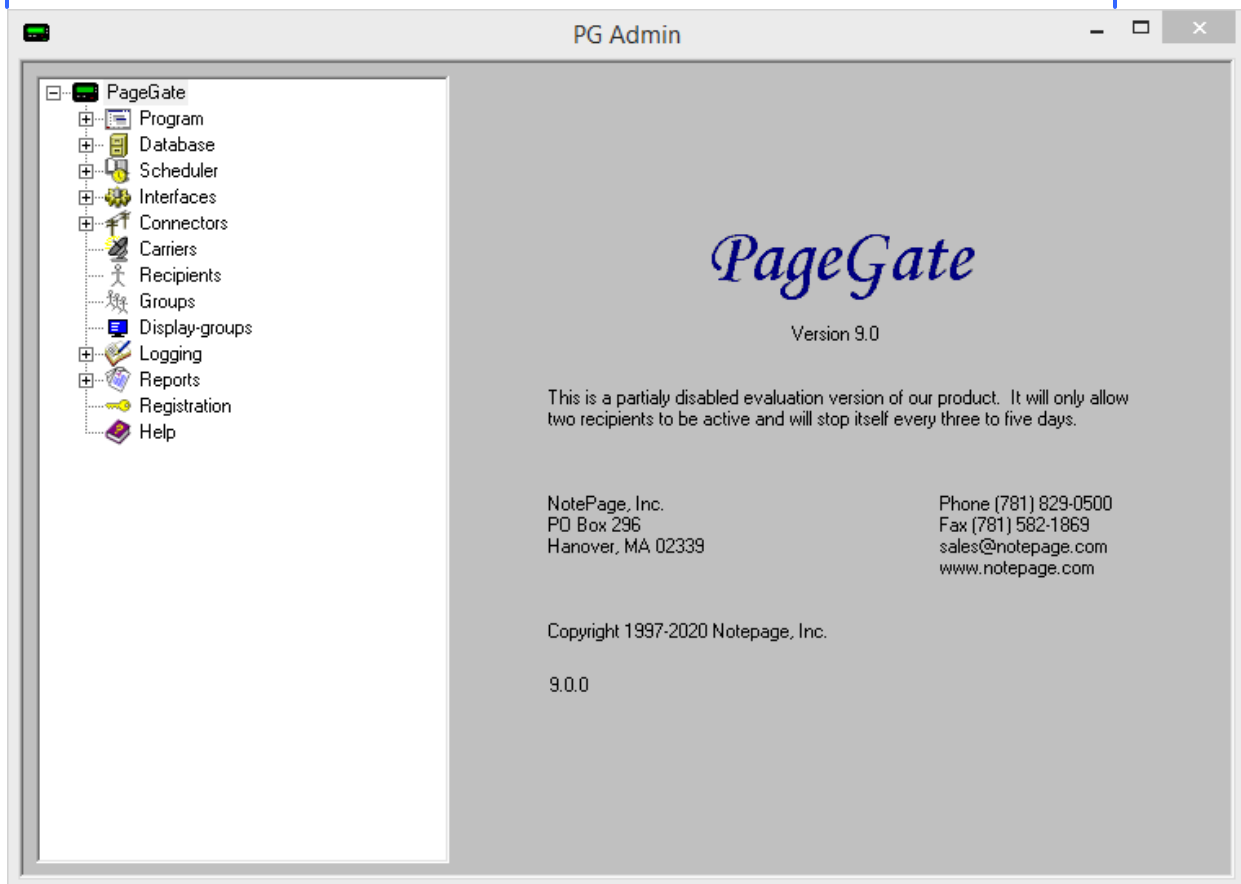 PG Admin
PageGate
Program
Database
Scheduler
Interfaces
Connectors
Carriers
Recipients
Groups
Display-groups
Logging
Reports
Registration
Help
PageGate
Version 9.0
This is a partialy disabled evaluation version of our product.  It will only allow
two recipients to be active and will stop itself every three to five days.
NotePage, Inc.
PO Box 296
Hanover, MA 02339
Phone (781) 829-0500
Fax (781) 582-1869
sales@notepage.com
www.notepage.com
Copyright 1997-2020 Notepage, Inc.
9.0.0